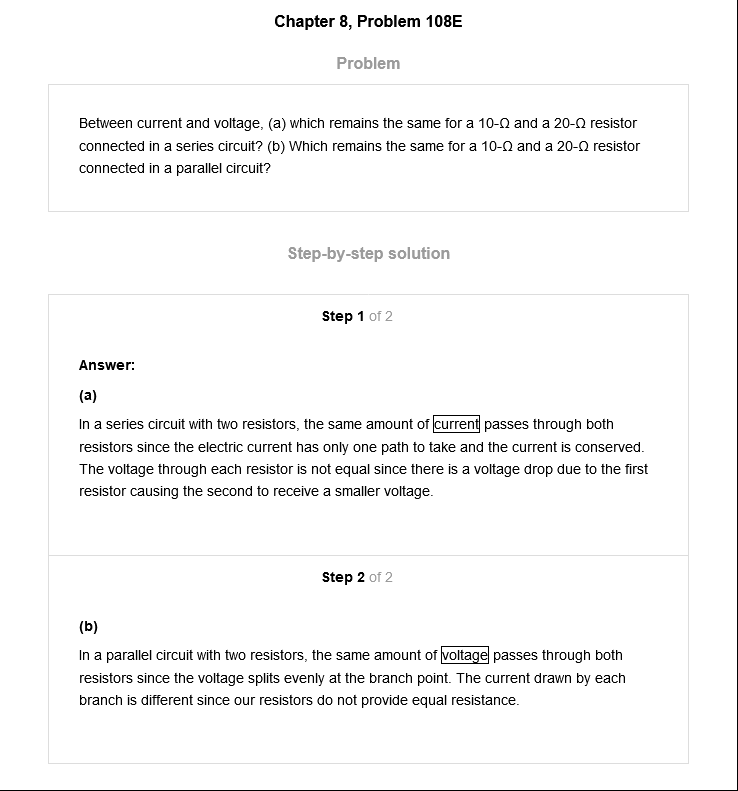 Chapter 8, Problem 108E
Problem
Between current and voltage, (a) which remains the same for a 10-Ω and a 20-Ω resistor
connected in a series circuit? (b) Which remains the same for a 10-Ω and a 20-Ω resistor
connected in a parallel circuit?
Step-by-step solution
Step 1 of 2
Answer:
(a)
In a series circuit with two resistors, the same amount of current passes through both
resistors since the electric current has only one path to take and the current is conserved.
The voltage through each resistor is not equal since there is a voltage drop due to the first
resistor causing the second to receive a smaller voltage.
Step 2 of 2
(b)
In a parallel circuit with two resistors, the same amount of voltage passes through both
resistors since the voltage splits evenly at the branch point. The current drawn by each
branch is different since our resistors do not provide equal resistance.